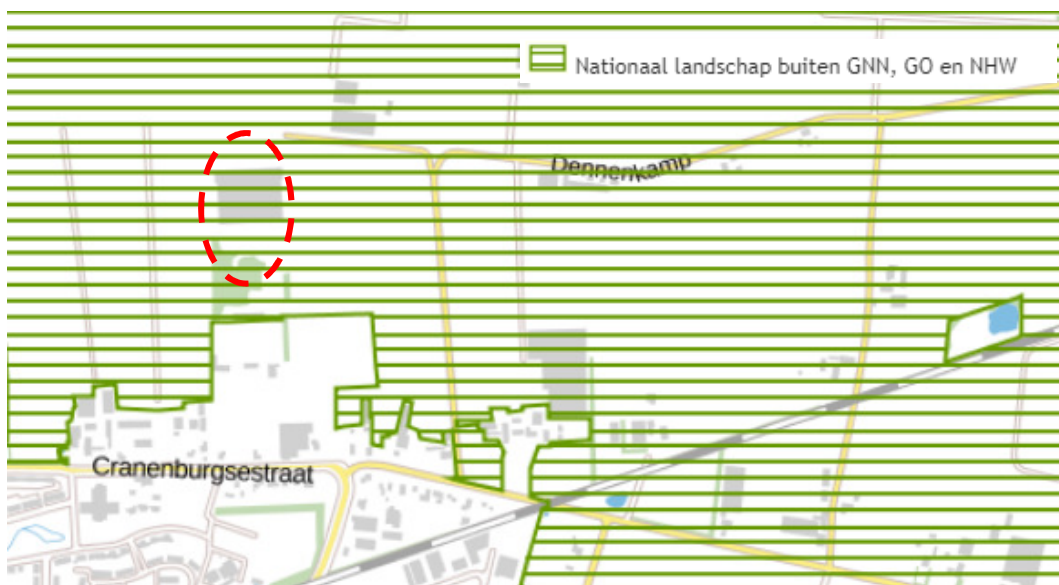 Nationaal landschap buiten GNN, GO en NHW
Dennenkamp
Cranenburgsestraat